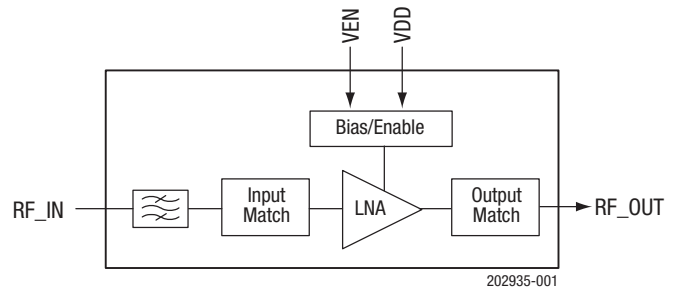 VEN
VDD
Bias/Enable
RF_IN
Input
Match
LNA
Output
Match
RF_OUT
202935-001